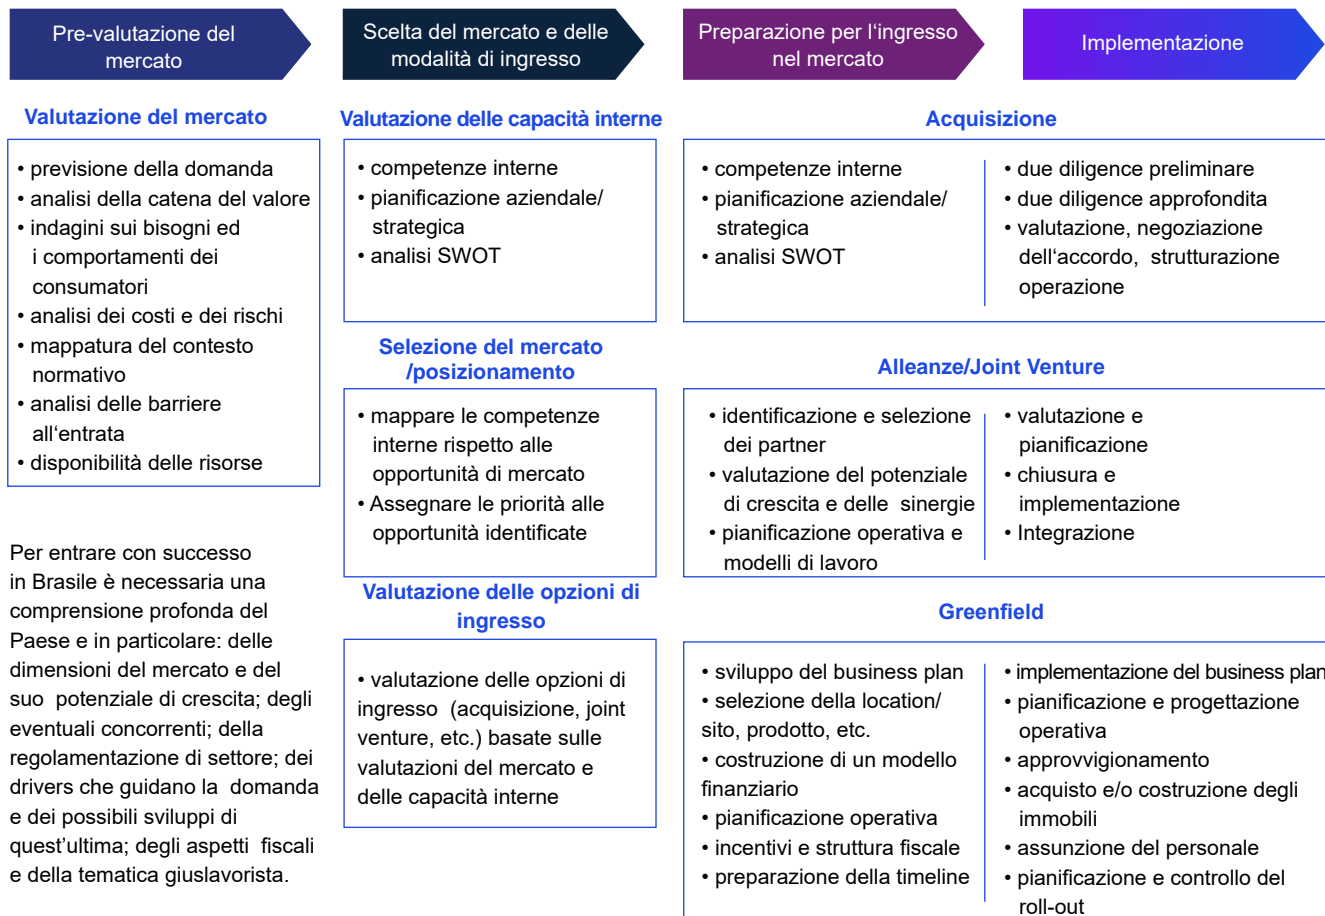 Pre-valutazione del
mercato
Scelta del mercato e delle
modalità di ingresso
Preparazione per l‘ingresso
nel mercato
Implementazione
Valutazione del mercato
• previsione della domanda
• analisi della catena del valore
• indagini sui bisogni ed
i comportamenti dei
consumatori
• analisi dei costi e dei rischi
• mappatura del contesto
normativo
• analisi delle barriere
all‘entrata
• disponibilità delle risorse
Per entrare con successo
in Brasile è necessaria una
comprensione profonda del
Paese e in particolare: delle
dimensioni del mercato e del
suo potenziale di crescita; degli
eventuali concorrenti; della
regolamentazione di settore; dei
drivers che guidano la domanda
e dei possibili sviluppi di
quest’ultima; degli aspetti fiscali
e della tematica giuslavorista.
Valutazione delle capacità interne
• competenze interne
• pianificazione aziendale/
strategica
• analisi SWOT
Selezione del mercato
/posizionamento
• mappare le competenze
interne rispetto alle
opportunità di mercato
• Assegnare le priorità alle
opportunità identificate
Valutazione delle opzioni di
ingresso
• valutazione delle opzioni di
ingresso (acquisizione, joint
venture, etc.) basate sulle
valutazioni del mercato e
delle capacità interne
Acquisizione
• competenze interne
• pianificazione aziendale/
strategica
• analisi SWOT
• due diligence preliminare
• due diligence approfondita
• valutazione, negoziazione
dell‘accordo, strutturazione
operazione
Alleanze/Joint Venture
• identificazione e selezione
dei partner
• valutazione del potenziale
di crescita e delle sinergie
• pianificazione operativa e
modelli di lavoro
• valutazione e
pianificazione
• chiusura e
implementazione
• Integrazione
Greenfield
• sviluppo del business plan
• selezione della location/
sito, prodotto, etc.
• costruzione di un modello
finanziario
• pianificazione operativa
• incentivi e struttura fiscale
• preparazione della timeline
• implementazione del business plan
• pianificazione e progettazione
operativa
• approvvigionamento
• acquisto e/o costruzione degli
immobili
• assunzione del personale
• pianificazione e controllo del
roll-out